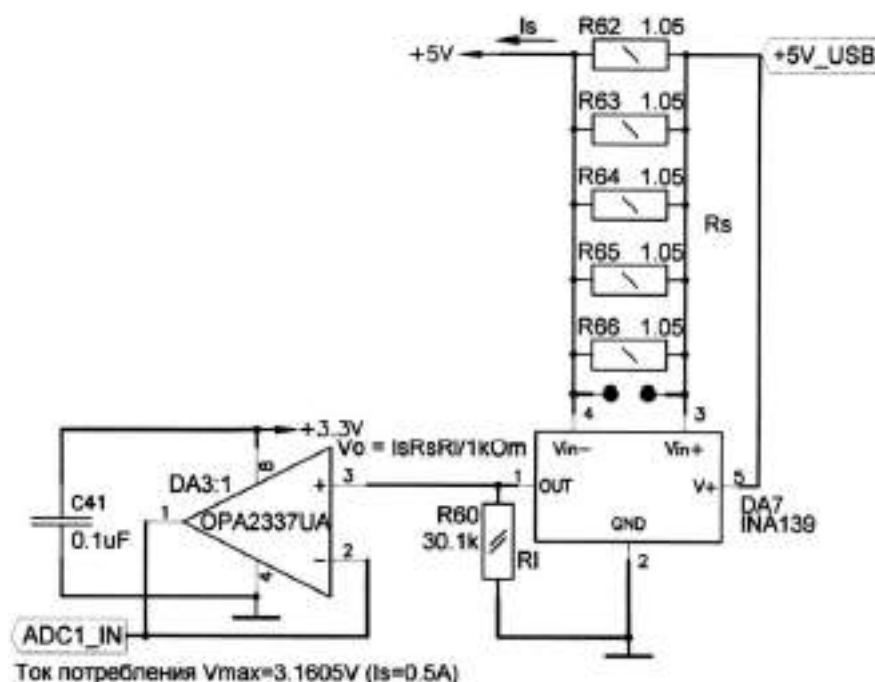 Is
R62 1.05
+5V
+5V_USB
R63 1.05
R64 1.05
Rs
R65 1.05
R66 1.05
4 3
+3.3V
Vo = IsRsRl/1kOm
Vin- Vin+
8
DA3:1
+ 3
1 OUT
V+ 5
C41
1
OPA2337UA
R60
DA7
0.1uF
30.1k
GND
INA139
- 2
Rl
4
2
ADC1_IN
Ток потребления Vmax=3.1605V (Is=0.5A)